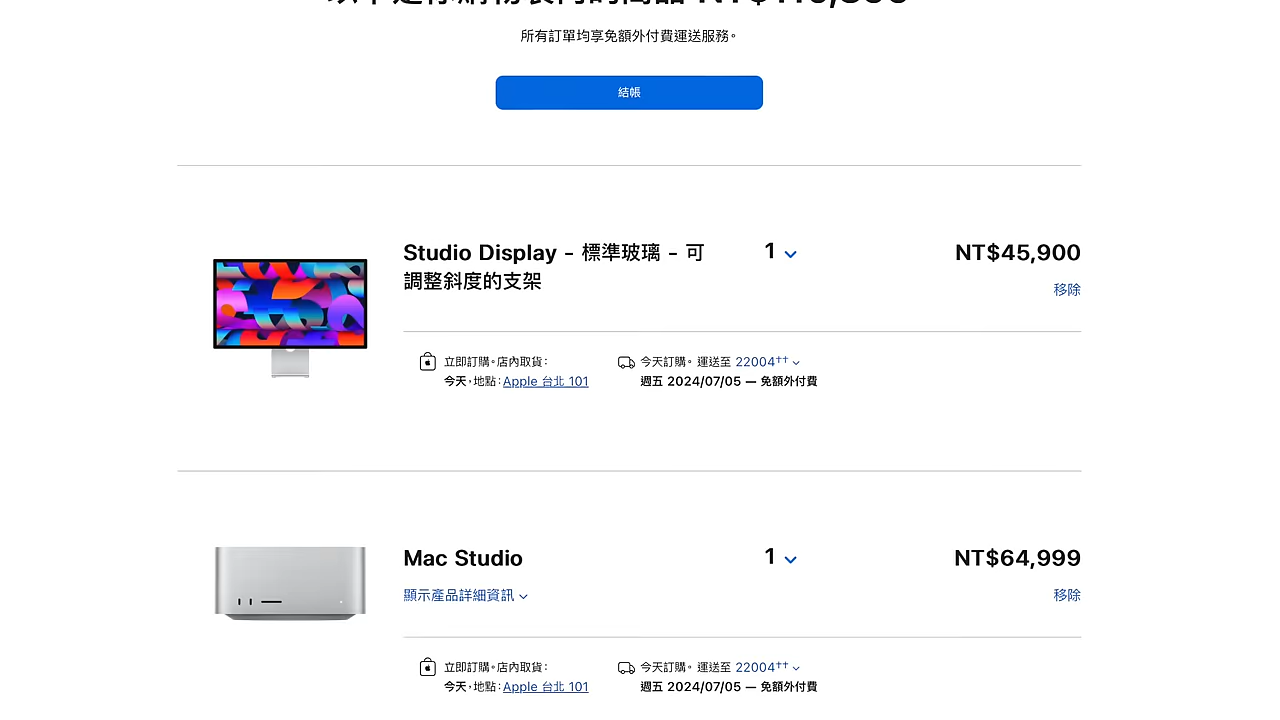 所有訂單均享免額外付費運送服務。
結帳
Studio Display - 標準玻璃 - 可
調整斜度的支架
1
NT$45,900
移除
立即訂購。店內取貨：
今天，地點：Apple 台北 101
今天訂購。 運送至 22004††
週五 2024/07/05 — 免額外付費
Mac Studio
1
NT$64,999
顯示產品詳細資訊
移除
立即訂購。店內取貨：
今天，地點：Apple 台北 101
今天訂購。 運送至 22004††
週五 2024/07/05 — 免額外付費